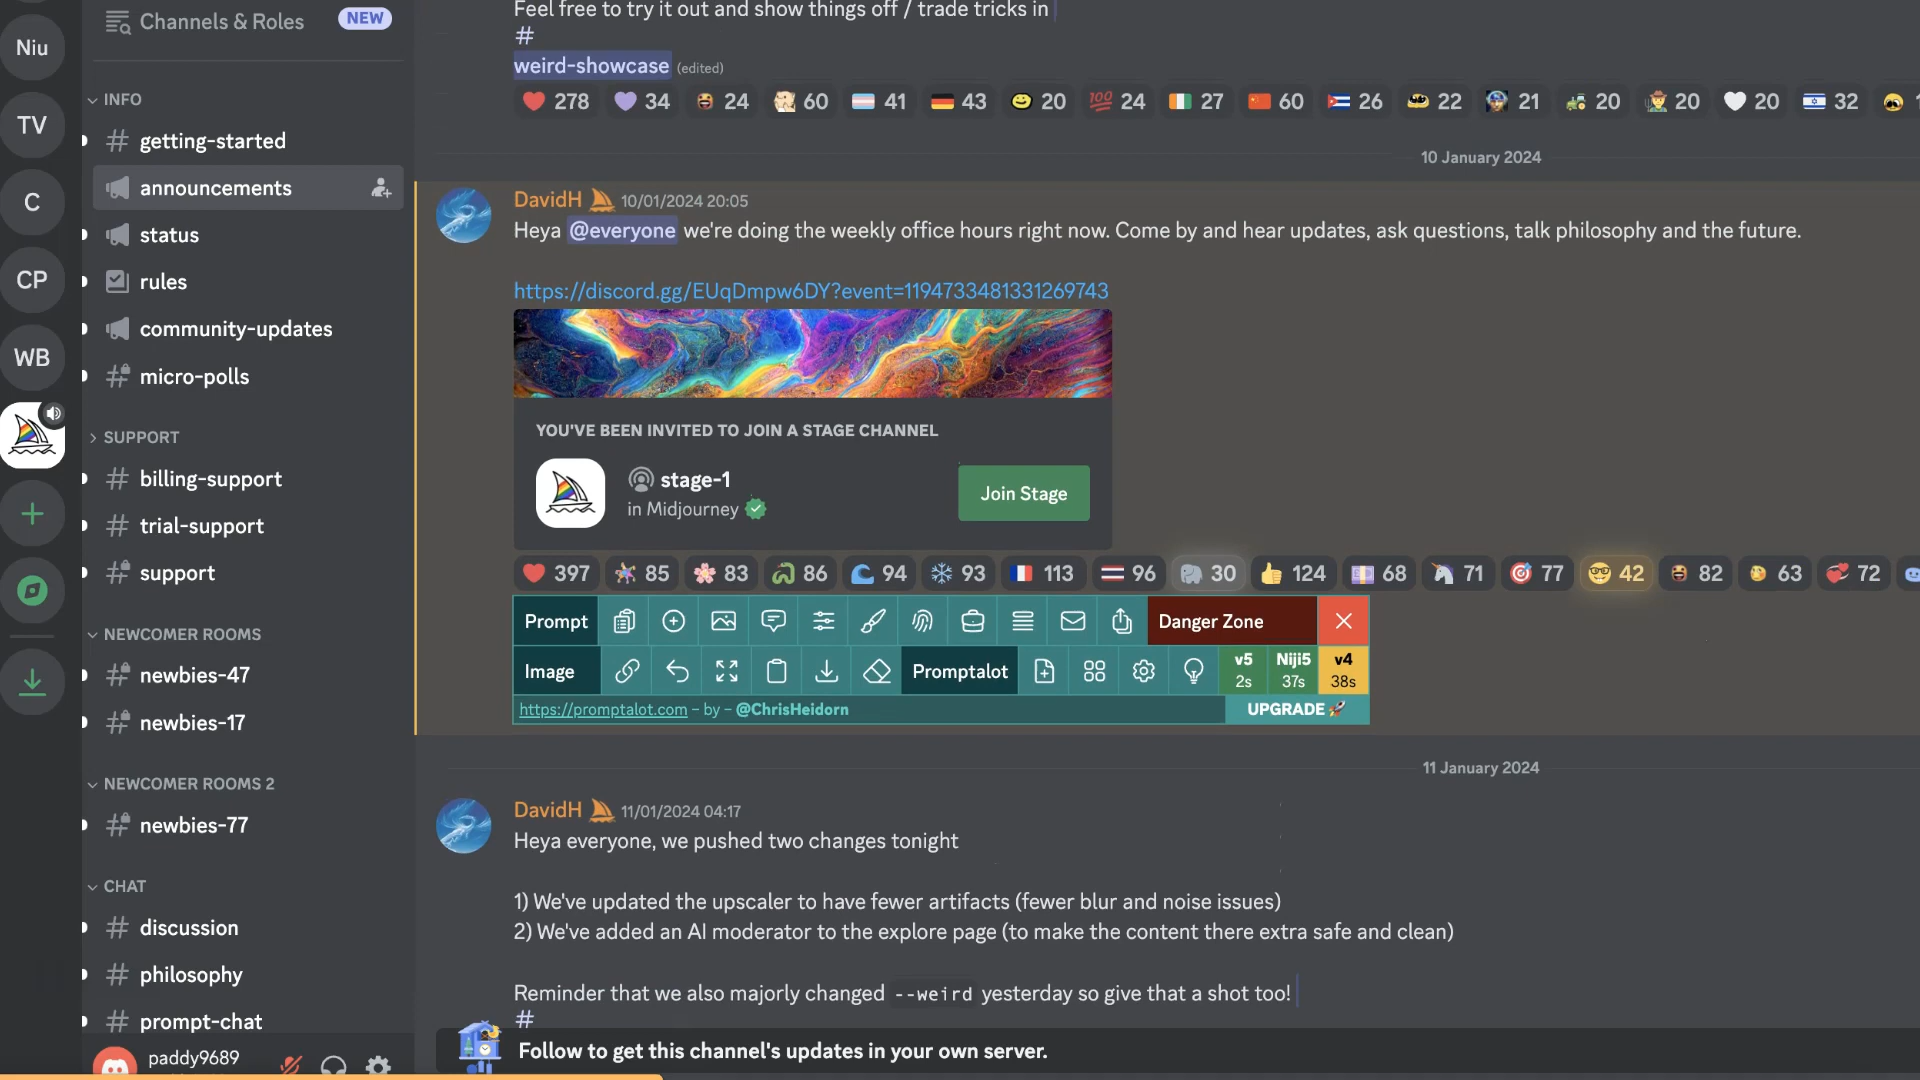 Niu
TV
C
CP
WB
Channels & Roles
NEW
INFO
getting-started
announcements
status
rules
community-updates
micro-polls
SUPPORT
billing-support
trial-support
support
NEWCOMER ROOMS
newbies-47
newbies-17
NEWCOMER ROOMS 2
newbies-77
CHAT
discussion
philosophy
prompt-chat
paddy9689
Feel free to try it out and show things off / trade tricks in
#
weird-showcase (edited)
278 34 24 60 41 43 20 100 24 27 60 26 22 21 20 20 20 32
10 January 2024
DavidH 10/01/2024 20:05
Heya @everyone we're doing the weekly office hours right now. Come by and hear updates, ask questions, talk philosophy and the future.
https://discord.gg/EUqDmpw6DY?event=1194733481331269743
YOU'VE BEEN INVITED TO JOIN A STAGE CHANNEL
stage-1
in Midjourney
Join Stage
397 85 83 86 94 93 113 96 30 124 68 71 77 42 82 63 72
Prompt Danger Zone
Image Promptalot v5 2s Niji5 37s v4 38s
https://promptalot.com – by – @ChrisHeidorn UPGRADE
11 January 2024
DavidH 11/01/2024 04:17
Heya everyone, we pushed two changes tonight
1) We've updated the upscaler to have fewer artifacts (fewer blur and noise issues)
2) We've added an AI moderator to the explore page (to make the content there extra safe and clean)
Reminder that we also majorly changed --weird yesterday so give that a shot too!
#
Follow to get this channel's updates in your own server.